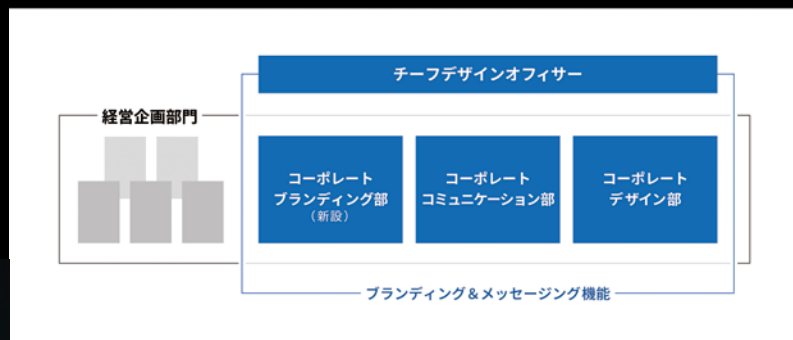 チーフデザインオフィサー
経営企画部門
コーポレート
ブランディング部
（新設）
コーポレート
コミュニケーション部
コーポレート
デザイン部
ブランディング＆メッセージング機能